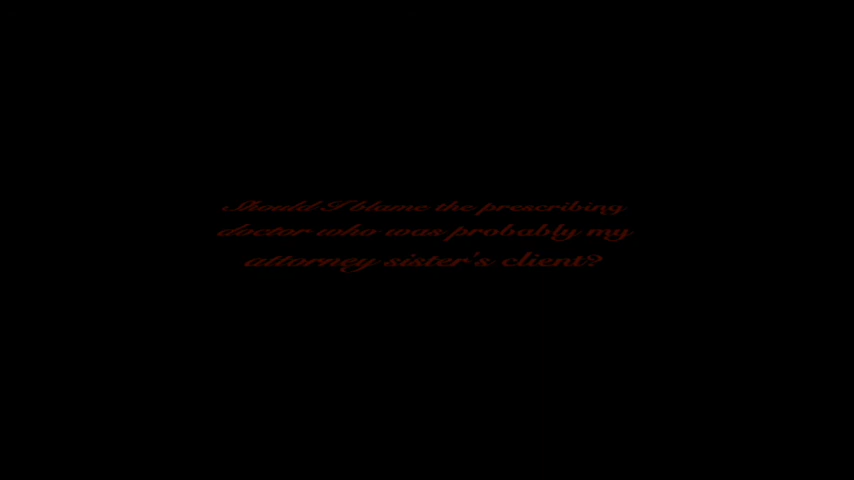 Should I blame the prescribing
doctor who was probably my
attorney sister's client?